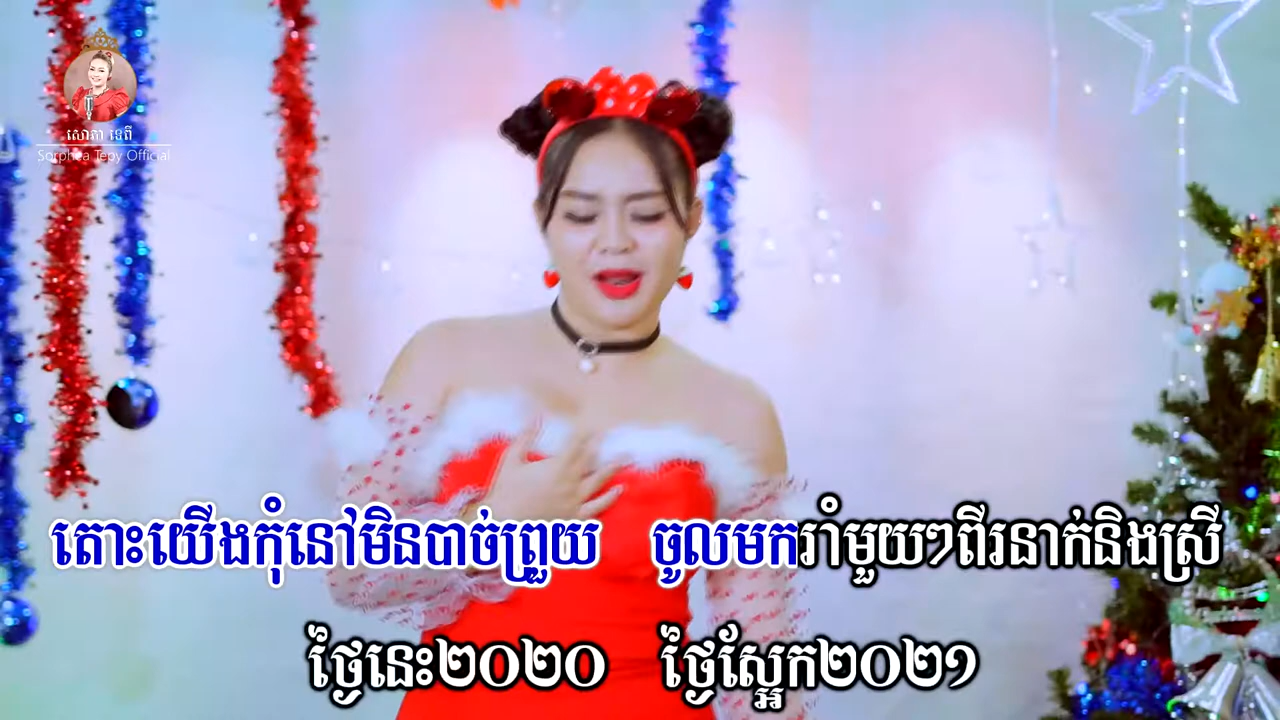 សោភា ទេពី
Sorphea Tepy Official
តោះយើងកុំនៅមិនបាច់ព្រួយ ចូលមករាំមួយៗពីរនាក់និងស្រី
ថ្ងៃនេះ២០២០ ថ្ងៃស្អែក២០២១